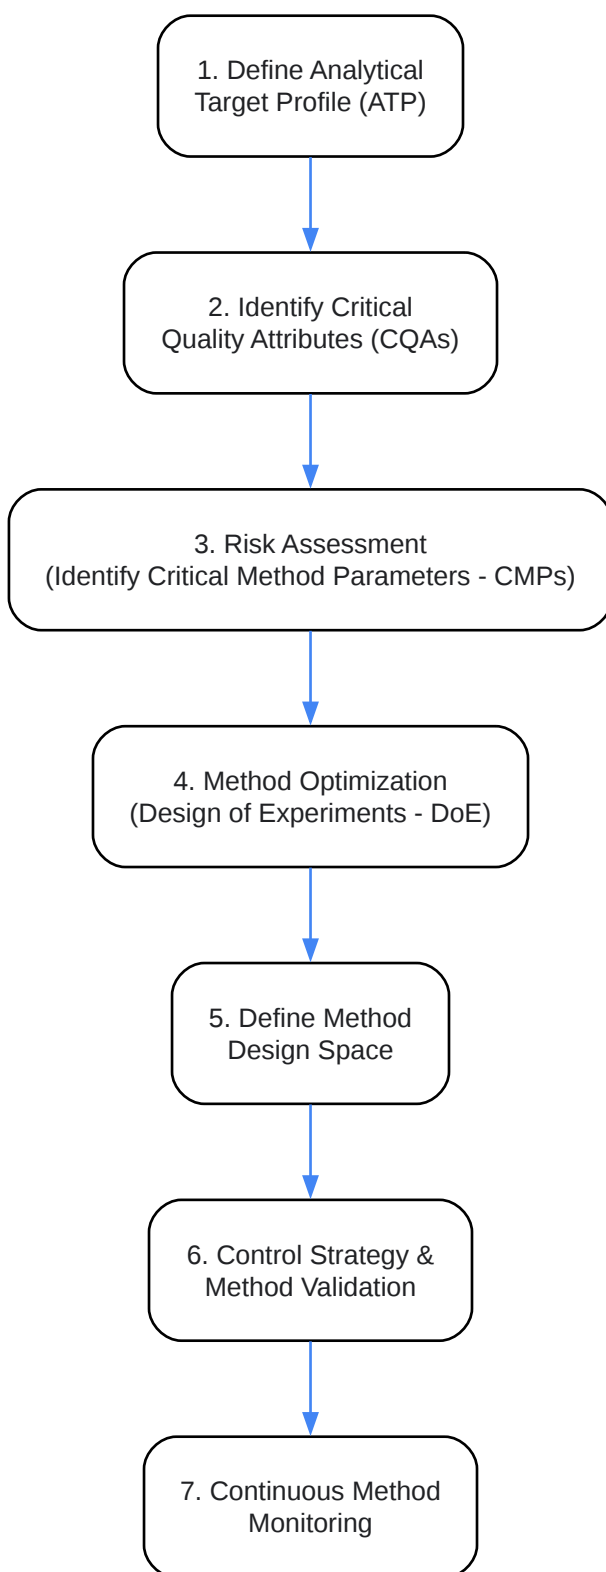 1. Define Analytical
Target Profile (ATP)
2. Identify Critical
Quality Attributes (CQAs)
3. Risk Assessment
(Identify Critical Method Parameters - CMPs)
4. Method Optimization
(Design of Experiments - DoE)
5. Define Method
Design Space
6. Control Strategy &
Method Validation
7. Continuous Method
Monitoring